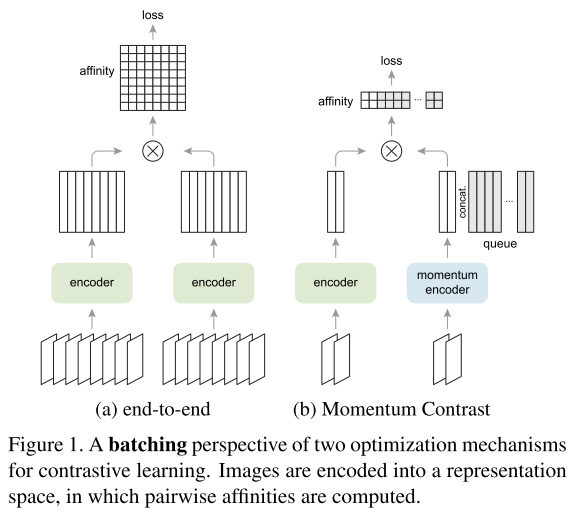 loss
affinity
encoder
encoder
(a) end-to-end
loss
affinity
...
concat.
...
queue
encoder
momentum
encoder
(b) Momentum Contrast
Figure 1. A batching perspective of two optimization mechanisms
for contrastive learning. Images are encoded into a representation
space, in which pairwise affinities are computed.